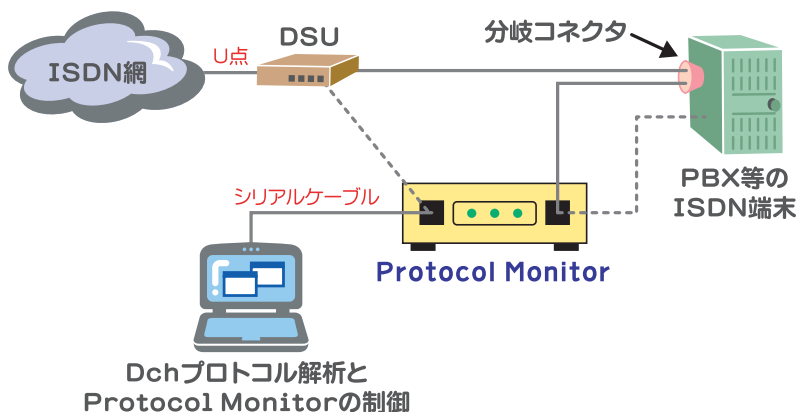 ISDN網
U点
DSU
分岐コネクタ
PBX等の
ISDN端末
シリアルケーブル
Protocol Monitor
Dchプロトコル解析と
Protocol Monitorの制御